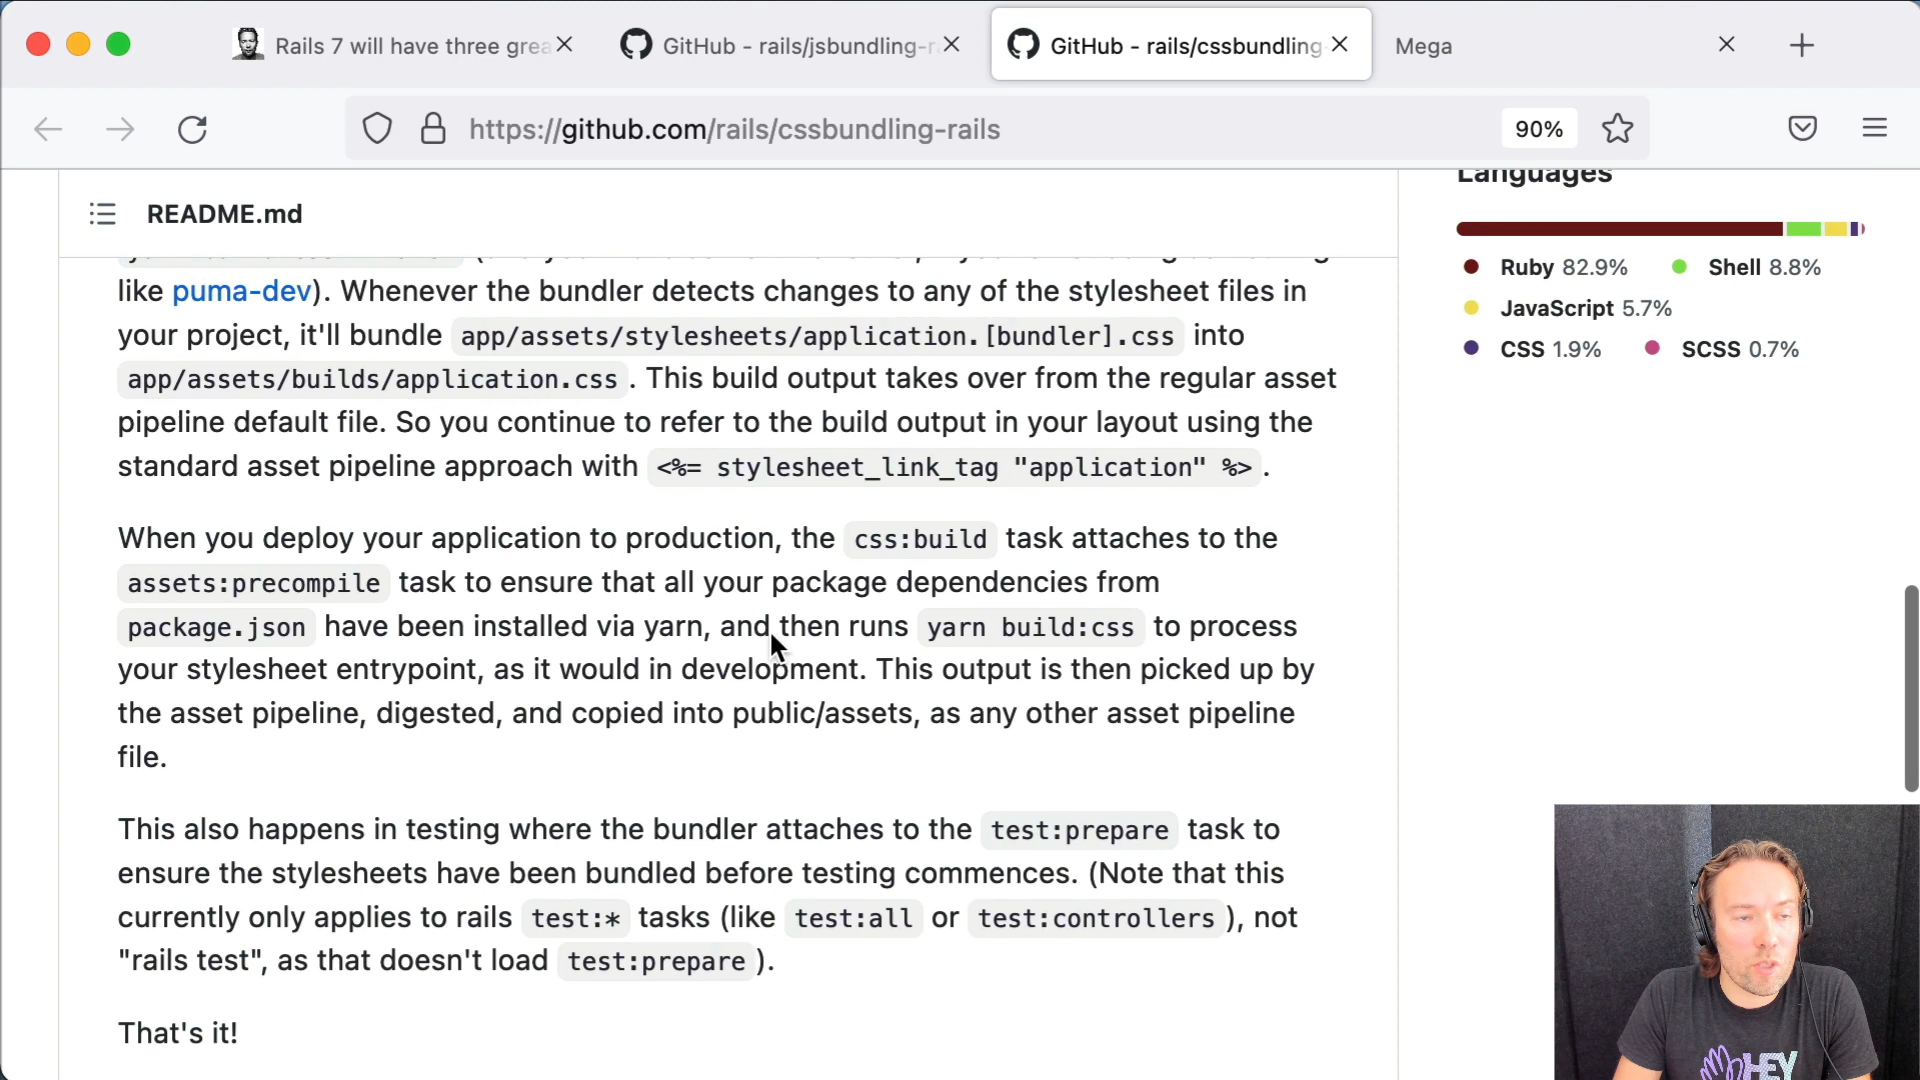 Rails 7 will have three grea
GitHub - rails/jsbundling-r
GitHub - rails/cssbundling
Mega
https://github.com/rails/cssbundling-rails
90%
README.md
Languages
Ruby 82.9%
Shell 8.8%
JavaScript 5.7%
CSS 1.9%
SCSS 0.7%
like puma-dev). Whenever the bundler detects changes to any of the stylesheet files in
your project, it'll bundle app/assets/stylesheets/application.[bundler].css into
app/assets/builds/application.css. This build output takes over from the regular asset
pipeline default file. So you continue to refer to the build output in your layout using the
standard asset pipeline approach with <%= stylesheet_link_tag "application" %>.
When you deploy your application to production, the css:build task attaches to the
assets:precompile task to ensure that all your package dependencies from
package.json have been installed via yarn, and then runs yarn build:css to process
your stylesheet entrypoint, as it would in development. This output is then picked up by
the asset pipeline, digested, and copied into public/assets, as any other asset pipeline
file.
This also happens in testing where the bundler attaches to the test:prepare task to
ensure the stylesheets have been bundled before testing commences. (Note that this
currently only applies to rails test:* tasks (like test:all or test:controllers), not
"rails test", as that doesn't load test:prepare).
That's it!
HEY